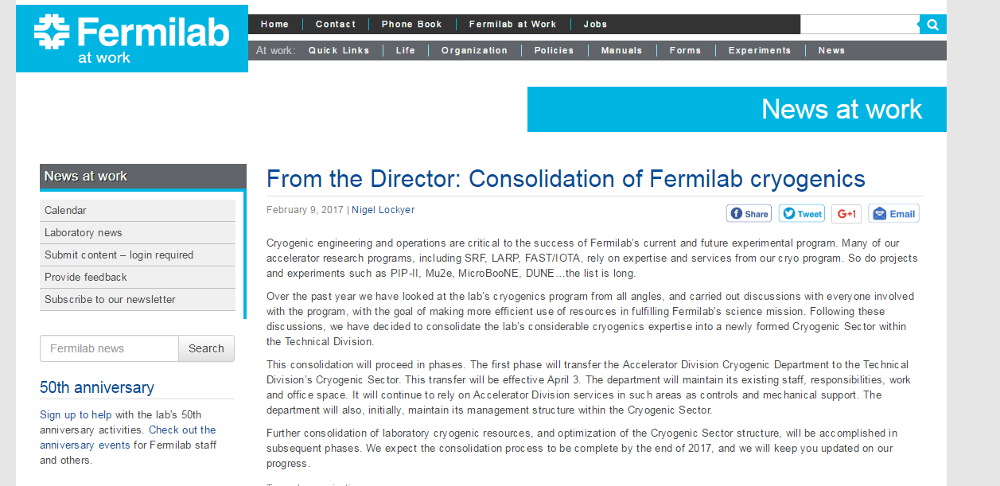 Fermilab
at work
Home
Contact
Phone Book
Fermilab at Work
Jobs
At work:
Quick Links
Life
Organization
Policies
Manuals
Forms
Experiments
News
News at work
News at work
Calendar
Laboratory news
Submit content – login required
Provide feedback
Subscribe to our newsletter
Fermilab news
Search
50th anniversary
Sign up to help with the lab's 50th
anniversary activities. Check out the
anniversary events for Fermilab staff
and others.
From the Director: Consolidation of Fermilab cryogenics
February 9, 2017 | Nigel Lockyer
Share
Tweet
G+1
Email
Cryogenic engineering and operations are critical to the success of Fermilab's current and future experimental program. Many of our
accelerator research programs, including SRF, LARP, FAST/IOTA, rely on expertise and services from our cryo program. So do projects
and experiments such as PIP-II, Mu2e, MicroBooNE, DUNE…the list is long.
Over the past year we have looked at the lab's cryogenics program from all angles, and carried out discussions with everyone involved
with the program, with the goal of making more efficient use of resources in fulfilling Fermilab's science mission. Following these
discussions, we have decided to consolidate the lab's considerable cryogenics expertise into a newly formed Cryogenic Sector within
the Technical Division.
This consolidation will proceed in phases. The first phase will transfer the Accelerator Division Cryogenic Department to the Technical
Division's Cryogenic Sector. This transfer will be effective April 3. The department will maintain its existing staff, responsibilities, work
and office space. It will continue to rely on Accelerator Division services in such areas as controls and mechanical support. The
department will also, initially, maintain its management structure within the Cryogenic Sector.
Further consolidation of laboratory cryogenic resources, and optimization of the Cryogenic Sector structure, will be accomplished in
subsequent phases. We expect the consolidation process to be complete by the end of 2017, and we will keep you updated on our
progress.